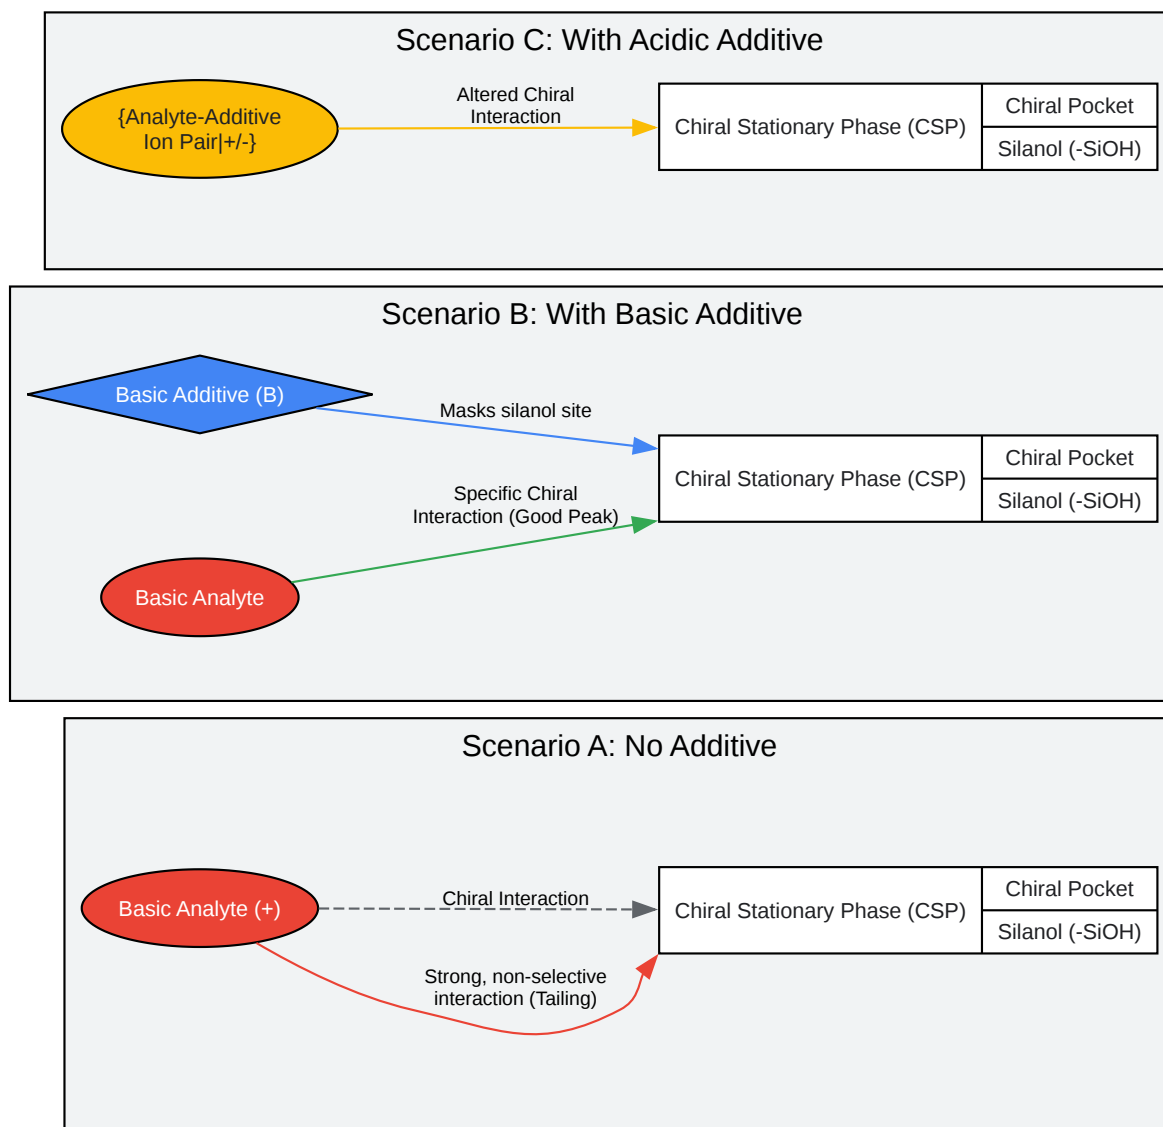 Scenario C: With Acidic Additive
{Analyte-Additive
Ion Pair|+/-}
Altered Chiral
Interaction
Chiral Stationary Phase (CSP)
Chiral Pocket
Silanol (-SiOH)
Scenario B: With Basic Additive
Basic Additive (B)
Masks silanol site
Specific Chiral
Interaction (Good Peak)
Basic Analyte
Chiral Stationary Phase (CSP)
Chiral Pocket
Silanol (-SiOH)
Scenario A: No Additive
Basic Analyte (+)
Chiral Interaction
Strong, non-selective
interaction (Tailing)
Chiral Stationary Phase (CSP)
Chiral Pocket
Silanol (-SiOH)